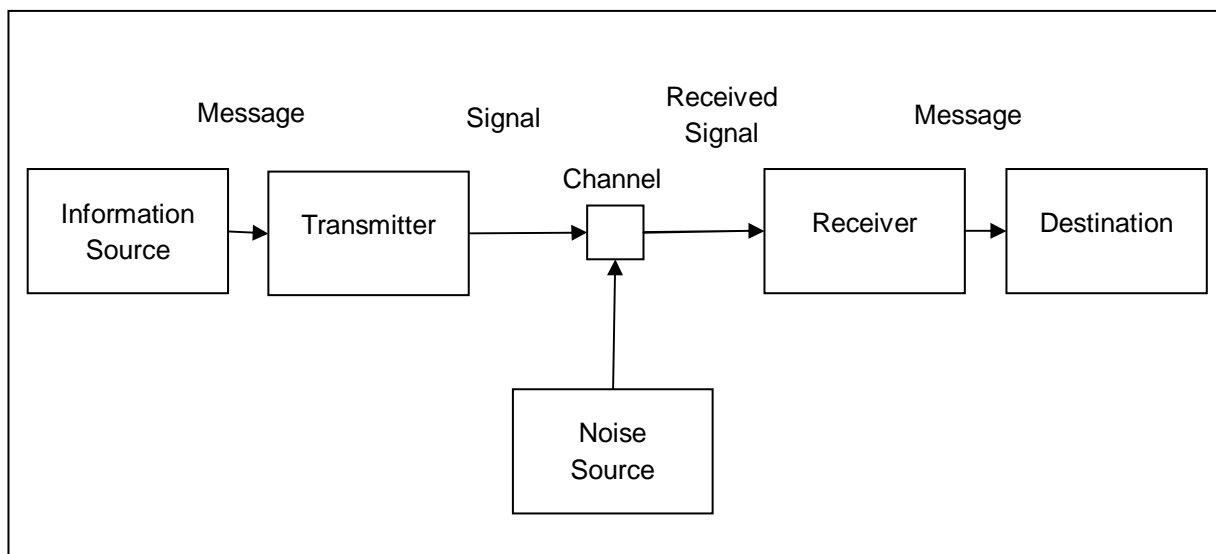 Message
Signal
Received
Signal
Message
Channel
Information
Source
Transmitter
Receiver
Destination
Noise
Source